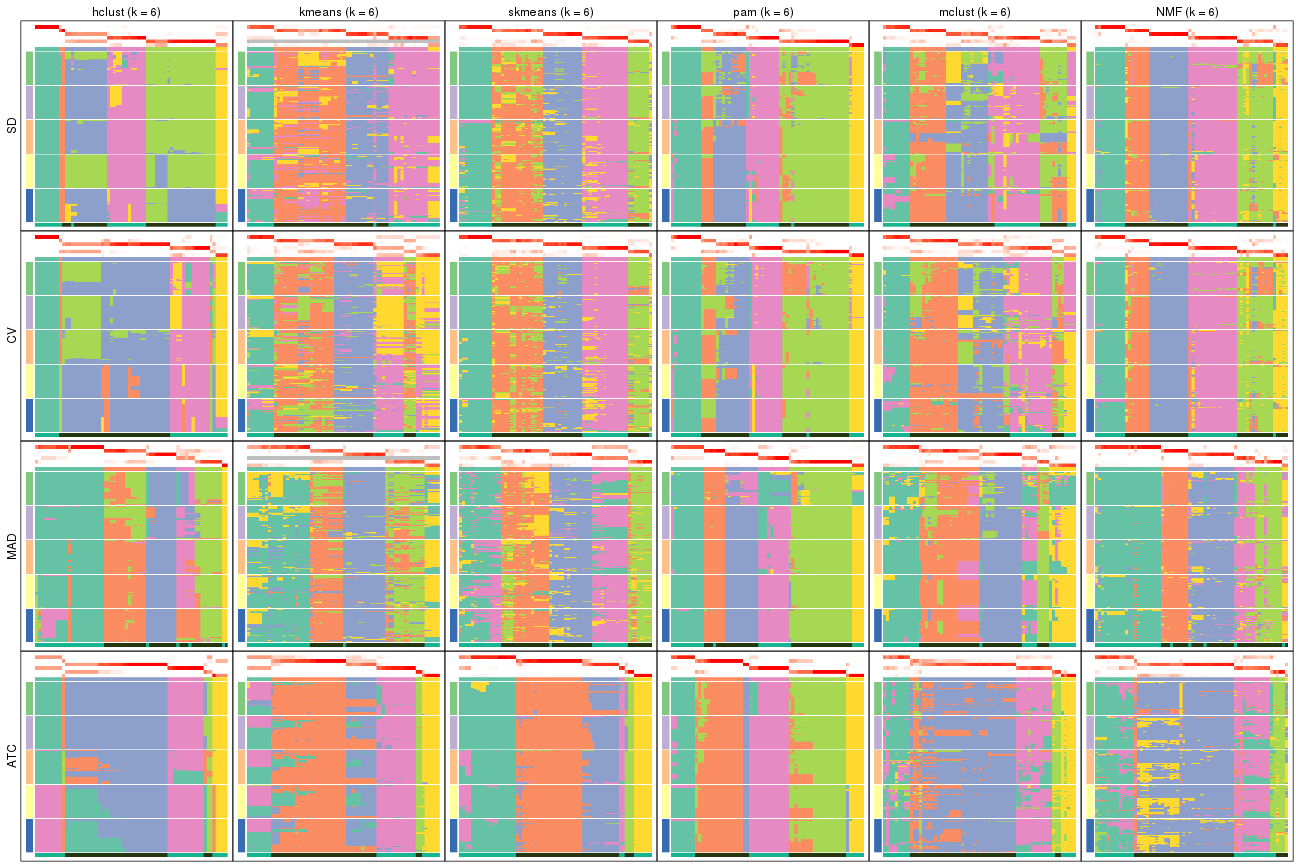 hclust (k = 6) kmeans (k = 6) skmeans (k = 6) pam (k = 6) mclust (k = 6) NMF (k = 6)
SD
CV
MAD
ATC